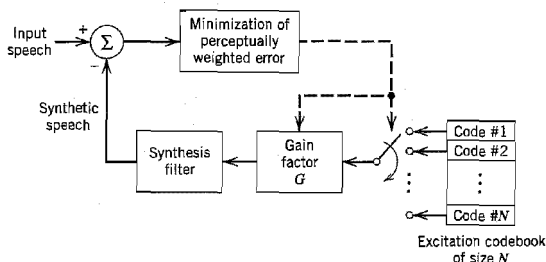 Input
speech
+
Σ
−
Minimization of
perceptually
weighted error
Synthetic
speech
Synthesis
filter
Gain
factor
G
Code #1
Code #2
⋮
⋮
Code #N
Excitation codebook
of size N